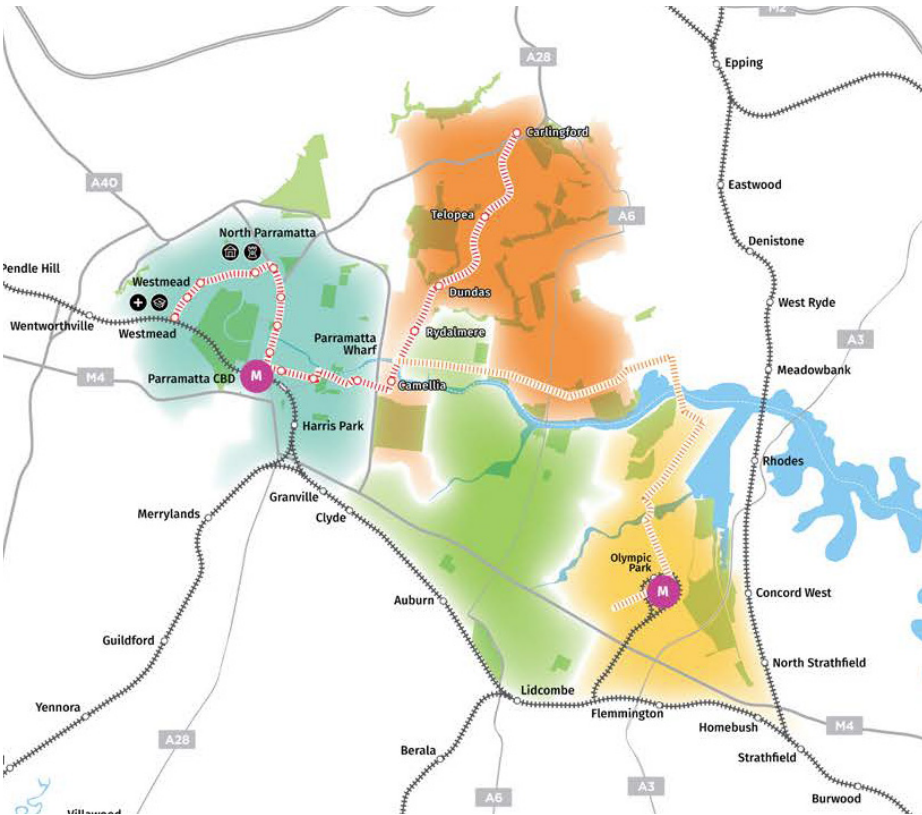 M2
A28
Epping
A40
Carlingford
Eastwood
Telopea
A6
North Parramatta
Denistone
Pendle Hill
Westmead
Dundas
West Ryde
Wentworthville
Westmead
Parramatta
Wharf
Rydalmere
A3
M4
Parramatta CBD
M
Camellia
Meadowbank
Harris Park
Rhodes
Granville
Merrylands
Clyde
Olympic
Park
M
Auburn
Concord West
Guildford
North Strathfield
Lidcombe
Yennora
Flemmington
Homebush
M4
A28
Berala
Strathfield
A6
A3
Burwood
Villawood